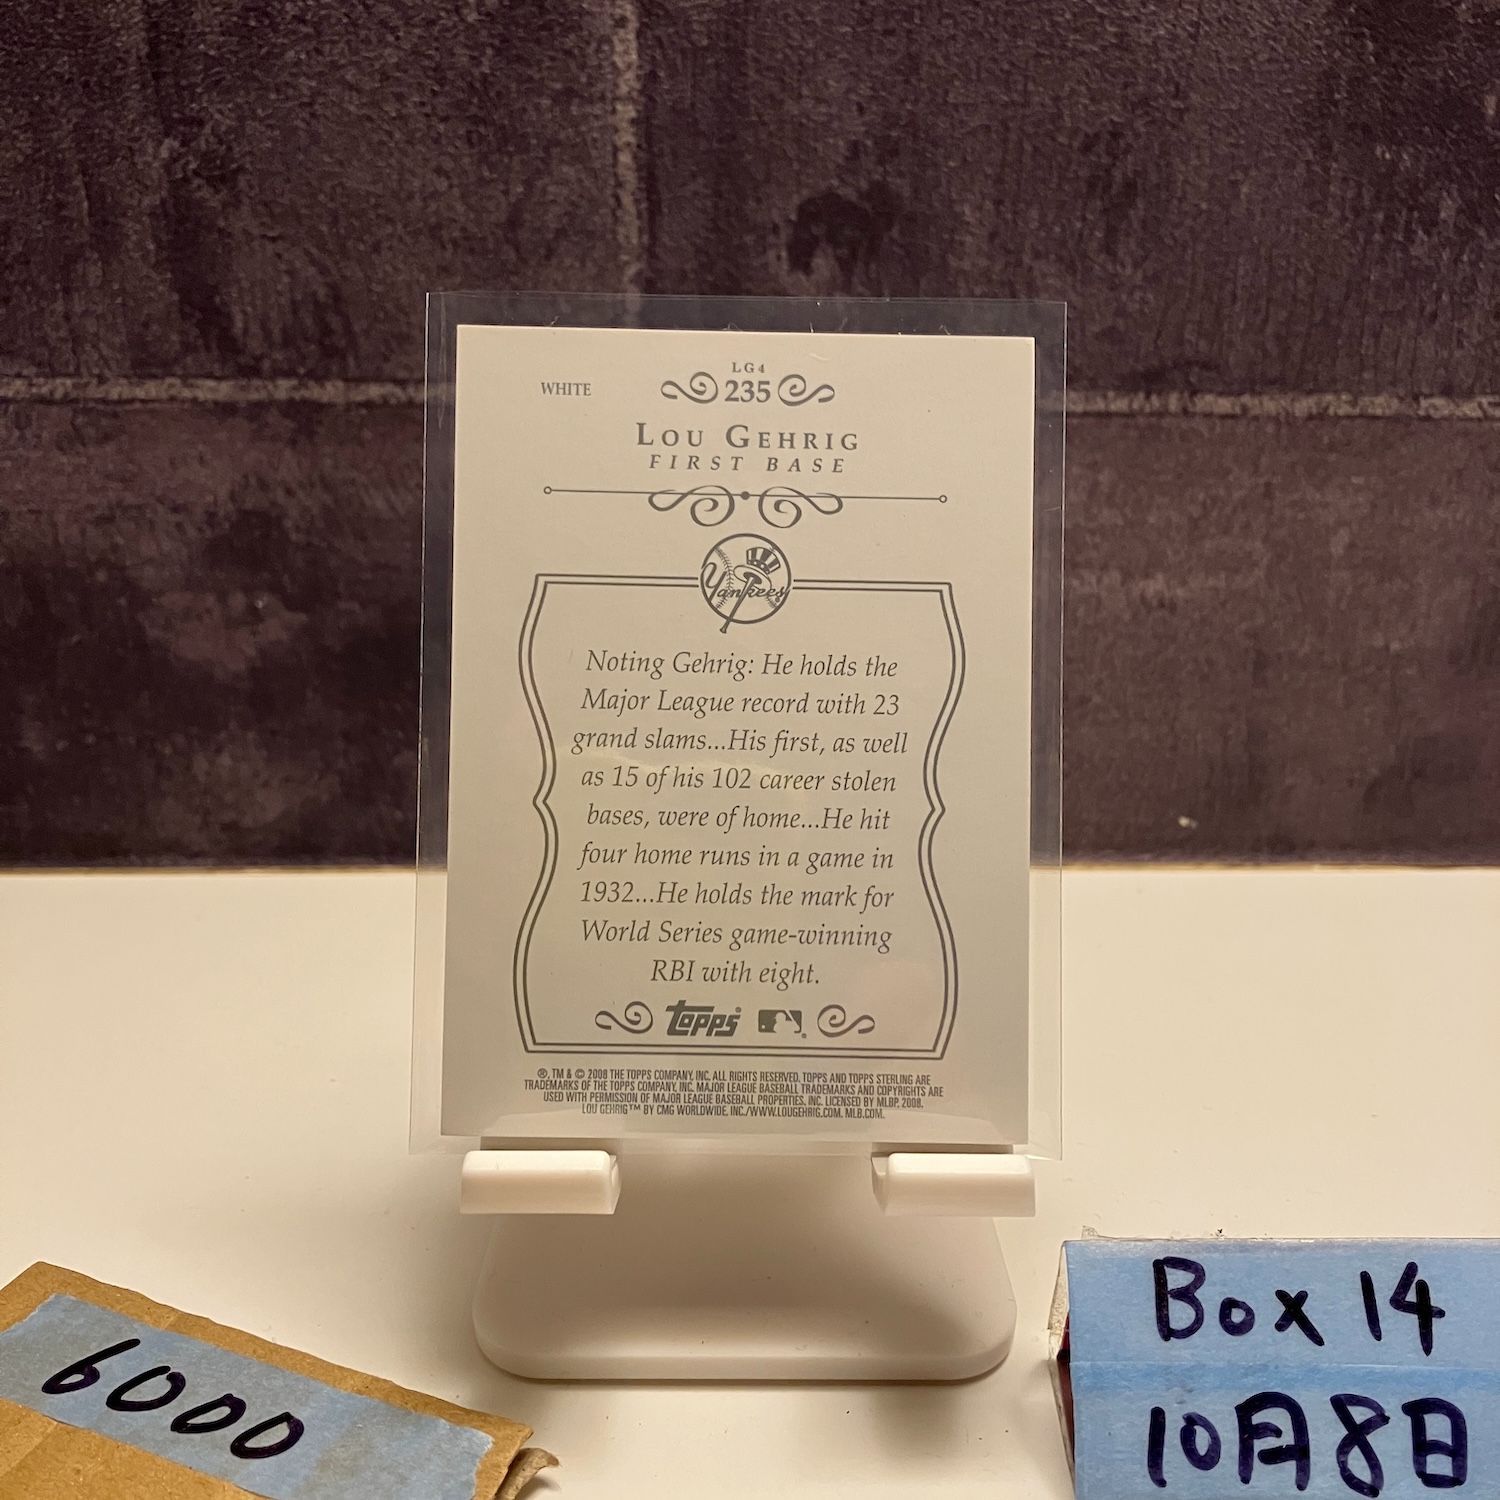 LG4
WHITE 235
LOU GEHRIG
FIRST BASE
Yankees
Noting Gehrig: He holds the
Major League record with 23
grand slams...His first, as well
as 15 of his 102 career stolen
bases, were of home...He hit
four home runs in a game in
1932...He holds the mark for
World Series game-winning
RBI with eight.
topps
®, TM & © 2008 THE TOPPS COMPANY, INC. ALL RIGHTS RESERVED. TOPPS AND TOPPS STERLING ARE
TRADEMARKS OF THE TOPPS COMPANY, INC. MAJOR LEAGUE BASEBALL TRADEMARKS AND COPYRIGHTS ARE
USED WITH PERMISSION OF MAJOR LEAGUE BASEBALL PROPERTIES, INC. LICENSED BY MLBP, 2008.
LOU GEHRIG™ BY CMG WORLDWIDE, INC./WWW.LOUGEHRIG.COM. MLB.COM.
6000
Box 14
10月8日